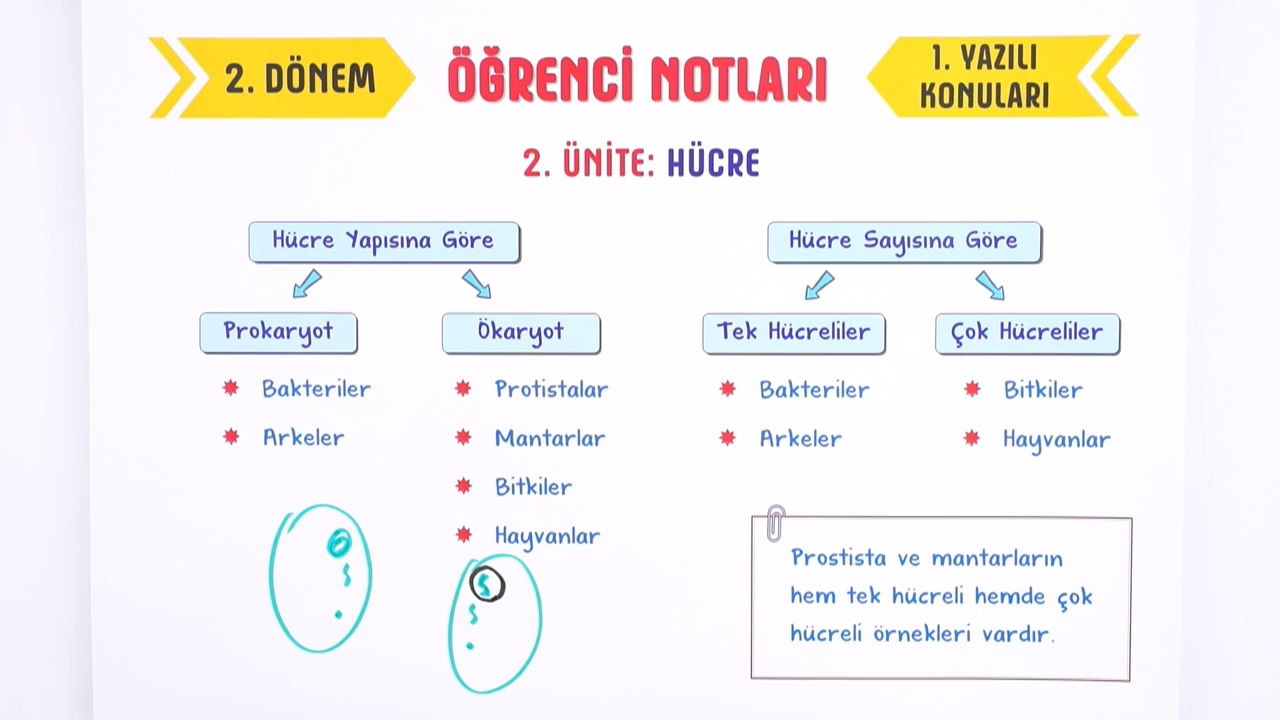 2. DÖNEM
ÖĞRENCİ NOTLARI
1. YAZILI
KONULARI
2. ÜNİTE: HÜCRE
Hücre Yapısına Göre
Prokaryot
Bakteriler
Arkeler
Ökaryot
Protistalar
Mantarlar
Bitkiler
Hayvanlar
Hücre Sayısına Göre
Tek Hücreliler
Bakteriler
Arkeler
Çok Hücreliler
Bitkiler
Hayvanlar
Prostista ve mantarların
hem tek hücreli hemde çok
hücreli örnekleri vardır.